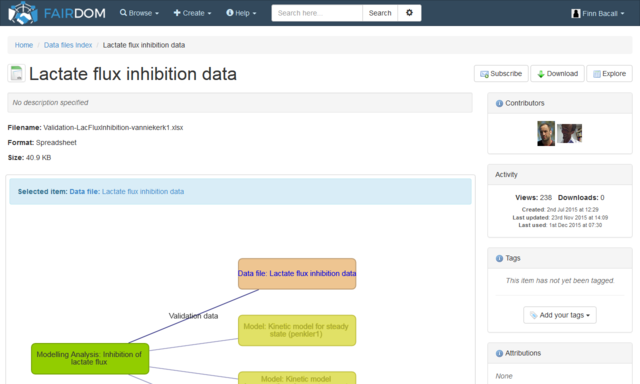 FAIRDOM
Browse
Create
Help
Search here...
Search
Finn Bacall
Home / Data files Index / Lactate flux inhibition data
Lactate flux inhibition data
Subscribe
Download
Explore
No description specified
Filename: Validation-LacFluxInhibition-vanniekerk1.xlsx
Format: Spreadsheet
Size: 40.9 KB
Selected item: Data file: Lactate flux inhibition data
Data file: Lactate flux inhibition data
Validation data
Model: Kinetic model for steady
state (penkler1)
Modelling Analysis: Inhibition of
lactate flux
Model: Kinetic model
Contributors
Activity
Views: 238 Downloads: 0
Created: 2nd Jul 2015 at 12:29
Last updated: 23rd Nov 2015 at 14:09
Last used: 1st Dec 2015 at 07:30
Tags
This item has not yet been tagged.
Add your tags
Attributions
None